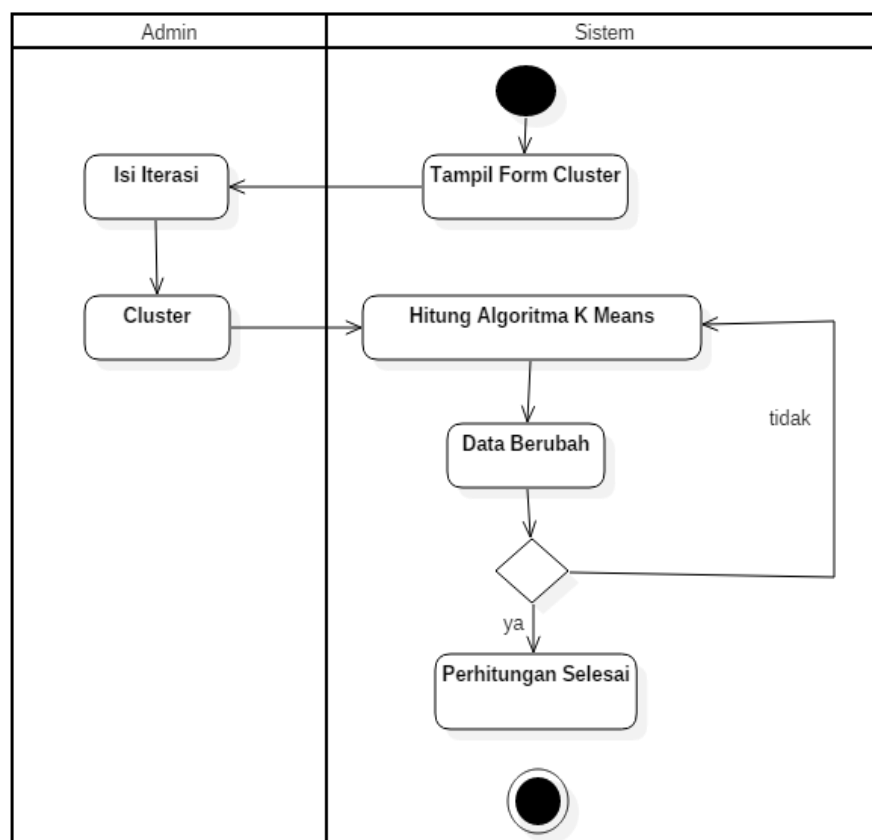 Admin
Sistem
Isi Iterasi
Tampil Form Cluster
Cluster
Hitung Algoritma K Means
tidak
Data Berubah
ya
Perhitungan Selesai